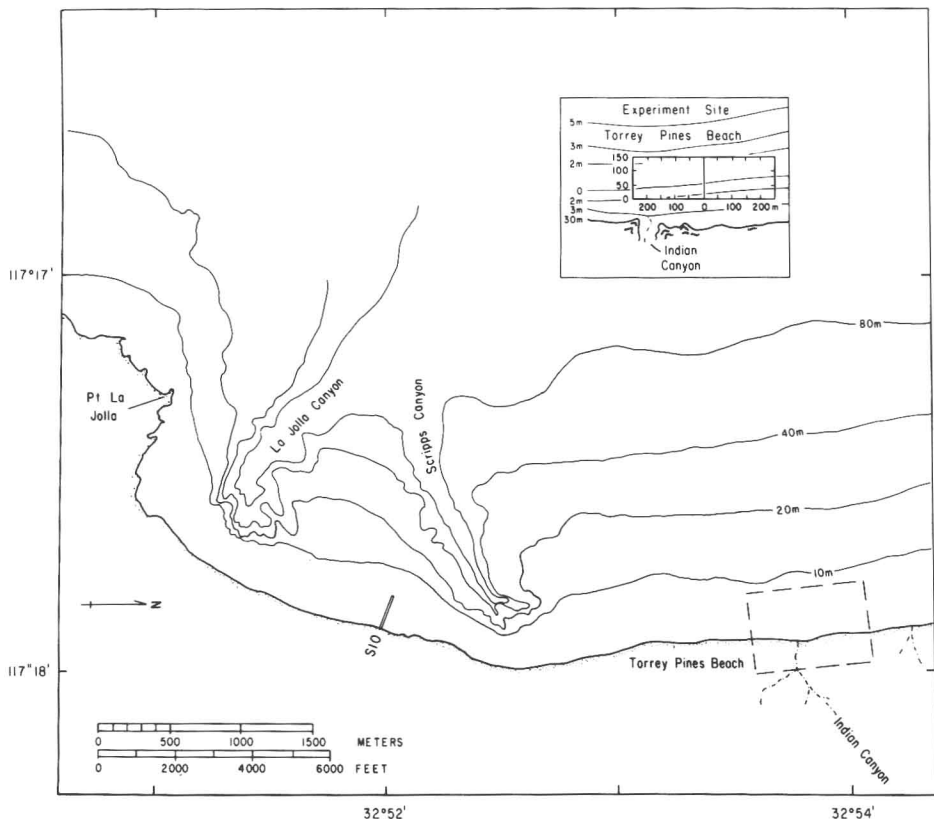 Experiment Site
Torrey Pines Beach
5m
3m
2m
0
2m
3m
30m
150
100
50
0
200 100 0 100 200 m
Indian
Canyon
117°17'
Pt La
Jolla
La Jolla Canyon
Scripps Canyon
80m
40m
20m
10m
N
SIO
117°18'
Torrey Pines Beach
Indian Canyon
0 500 1000 1500 METERS
0 2000 4000 6000 FEET
32°52'
32°54'